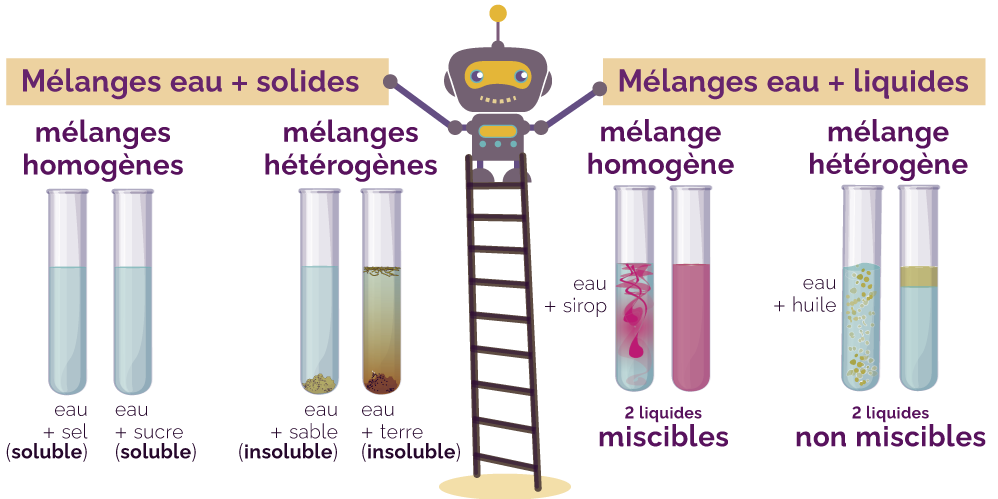 Mélanges eau + solides
mélanges
homogènes
mélanges
hétérogènes
eau
+ sel
(soluble)
eau
+ sucre
(soluble)
eau
+ sable
(insoluble)
eau
+ terre
(insoluble)
Mélanges eau + liquides
mélange
homogène
mélange
hétérogène
eau
+ sirop
2 liquides
miscibles
eau
+ huile
2 liquides
non miscibles